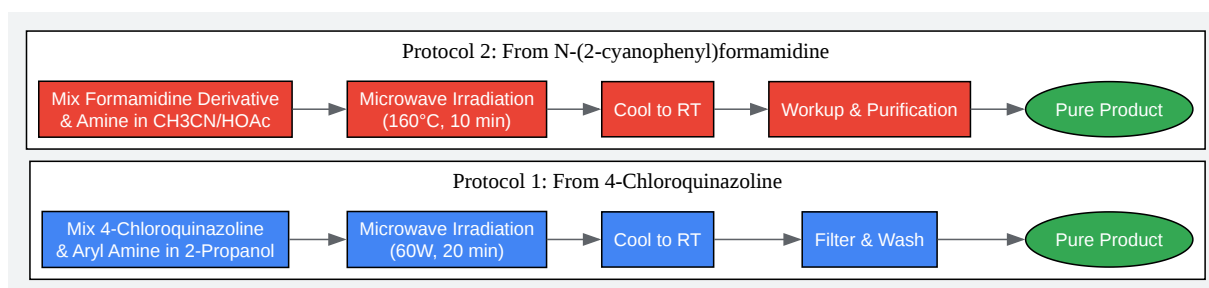 Protocol 2: From N-(2-cyanophenyl)formamidine
Mix Formamidine Derivative
& Amine in CH3CN/HOAc
Microwave Irradiation
(160°C, 10 min)
Cool to RT
Workup & Purification
Pure Product
Protocol 1: From 4-Chloroquinazoline
Mix 4-Chloroquinazoline
& Aryl Amine in 2-Propanol
Microwave Irradiation
(60W, 20 min)
Cool to RT
Filter & Wash
Pure Product